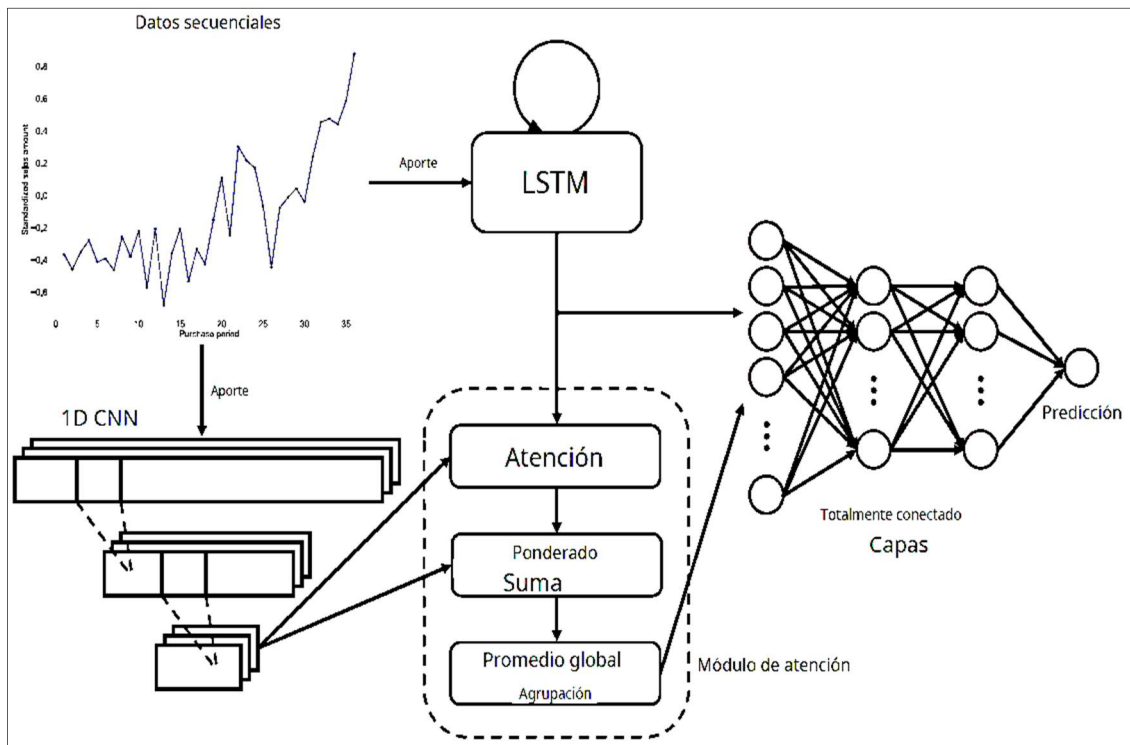 Datos secuenciales
0,8
0,6
0,4
0,2
0,0
−0,2
−0,4
−0,6
Standardized sales amount
0 5 10 15 20 25 30 35
Purchase period
Aporte
LSTM
Aporte
1D CNN
Atención
Ponderado
Suma
Promedio global
Agrupación
Módulo de atención
Predicción
Totalmente conectado
Capas